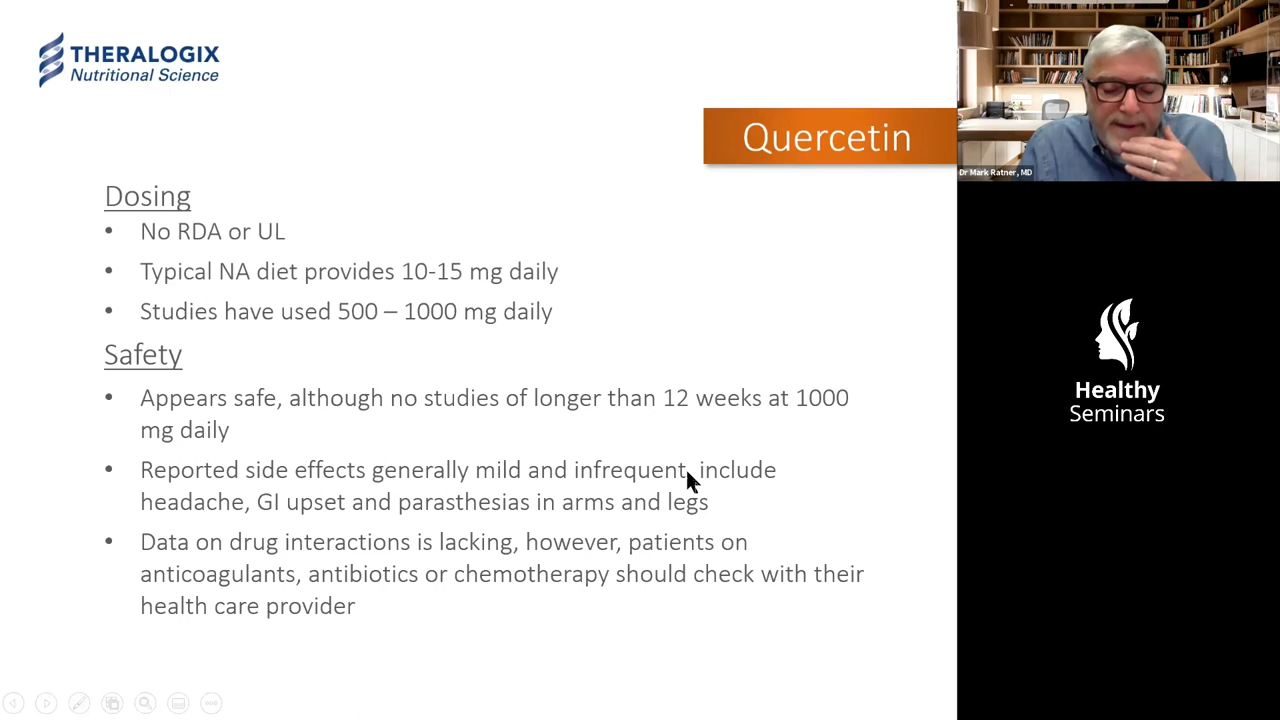 THERALOGIX
Nutritional Science
Quercetin
Dr Mark Ratner, MD
Dosing
• No RDA or UL
• Typical NA diet provides 10-15 mg daily
• Studies have used 500 – 1000 mg daily
Safety
• Appears safe, although no studies of longer than 12 weeks at 1000
mg daily
• Reported side effects generally mild and infrequent, include
headache, GI upset and parasthesias in arms and legs
• Data on drug interactions is lacking, however, patients on
anticoagulants, antibiotics or chemotherapy should check with their
health care provider
Healthy
Seminars